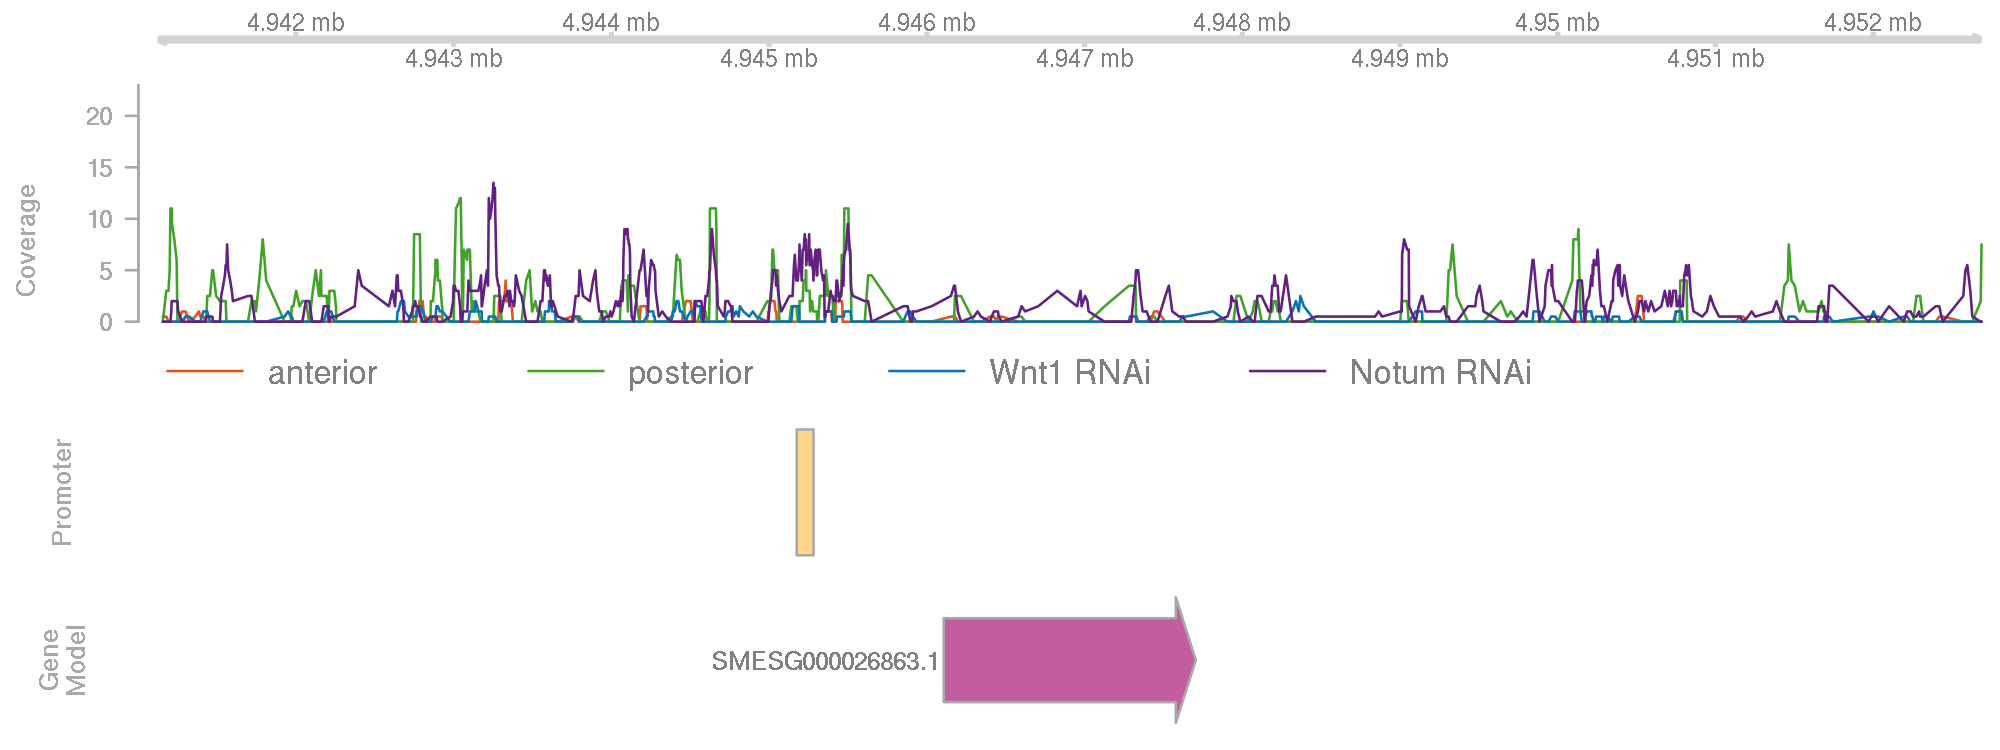 4.942 mb 4.944 mb 4.946 mb 4.948 mb 4.95 mb 4.952 mb
4.943 mb 4.945 mb 4.947 mb 4.949 mb 4.951 mb
Coverage
20
15
10
5
0
anterior posterior Wnt1 RNAi Notum RNAi
Promoter
Gene
Model
SMESG000026863.1